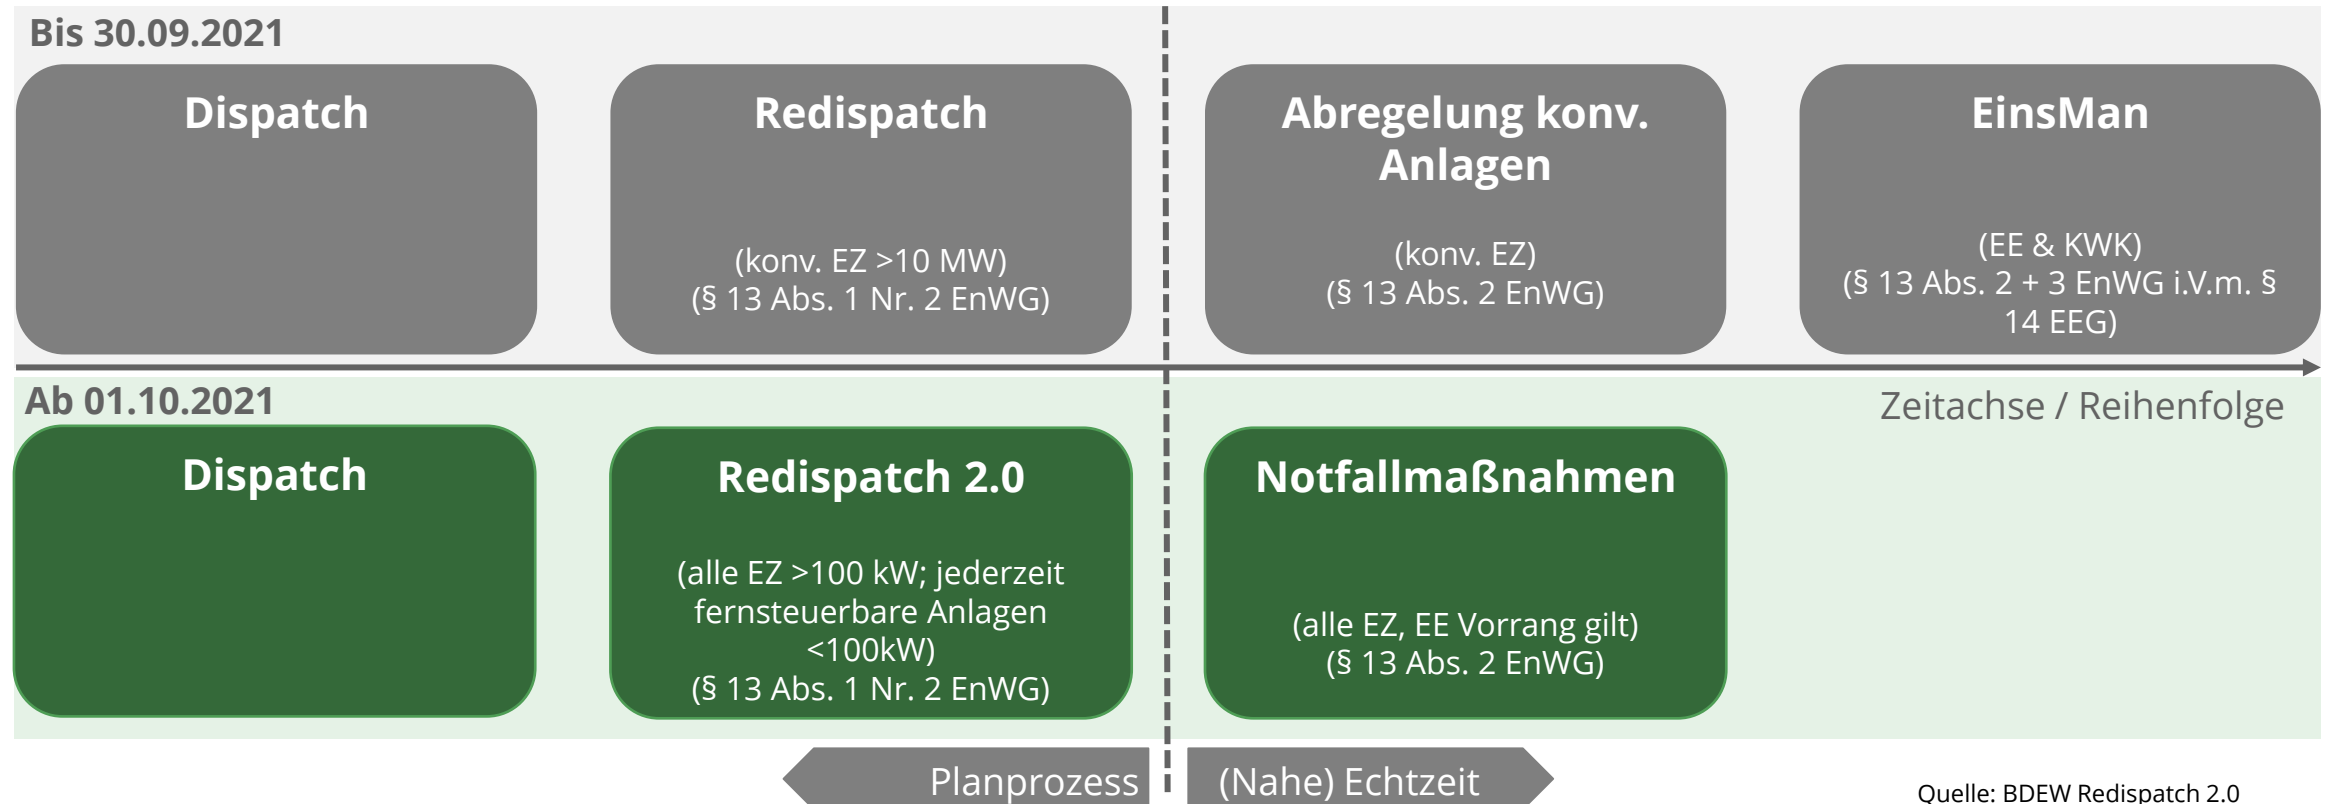 Bis 30.09.2021
Dispatch
Redispatch
(konv. EZ >10 MW)
(§ 13 Abs. 1 Nr. 2 EnWG)
Abregelung konv.
Anlagen
(konv. EZ)
(§ 13 Abs. 2 EnWG)
EinsMan
(EE & KWK)
(§ 13 Abs. 2 + 3 EnWG i.V.m. §
14 EEG)
Ab 01.10.2021
Zeitachse / Reihenfolge
Dispatch
Redispatch 2.0
(alle EZ >100 kW; jederzeit
fernsteuerbare Anlagen
<100kW)
(§ 13 Abs. 1 Nr. 2 EnWG)
Notfallmaßnahmen
(alle EZ, EE Vorrang gilt)
(§ 13 Abs. 2 EnWG)
Planprozess
(Nahe) Echtzeit
Quelle: BDEW Redispatch 2.0